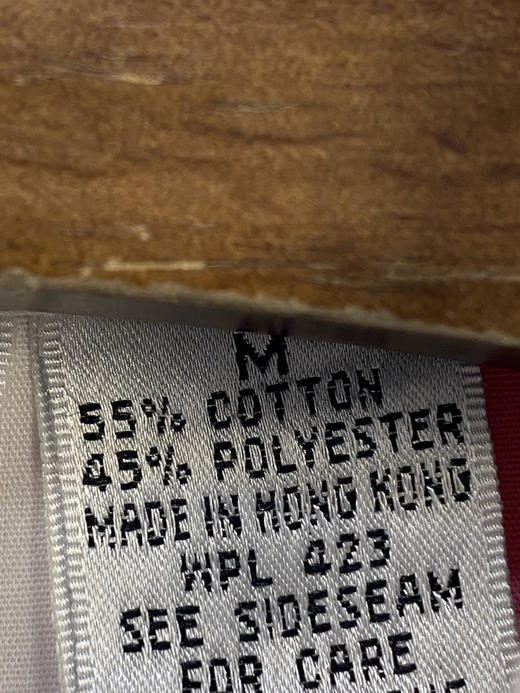 M
55% COTTON
45% POLYESTER
MADE IN HONG KONG
WPL 423
SEE SIDESEAM
FOR CARE